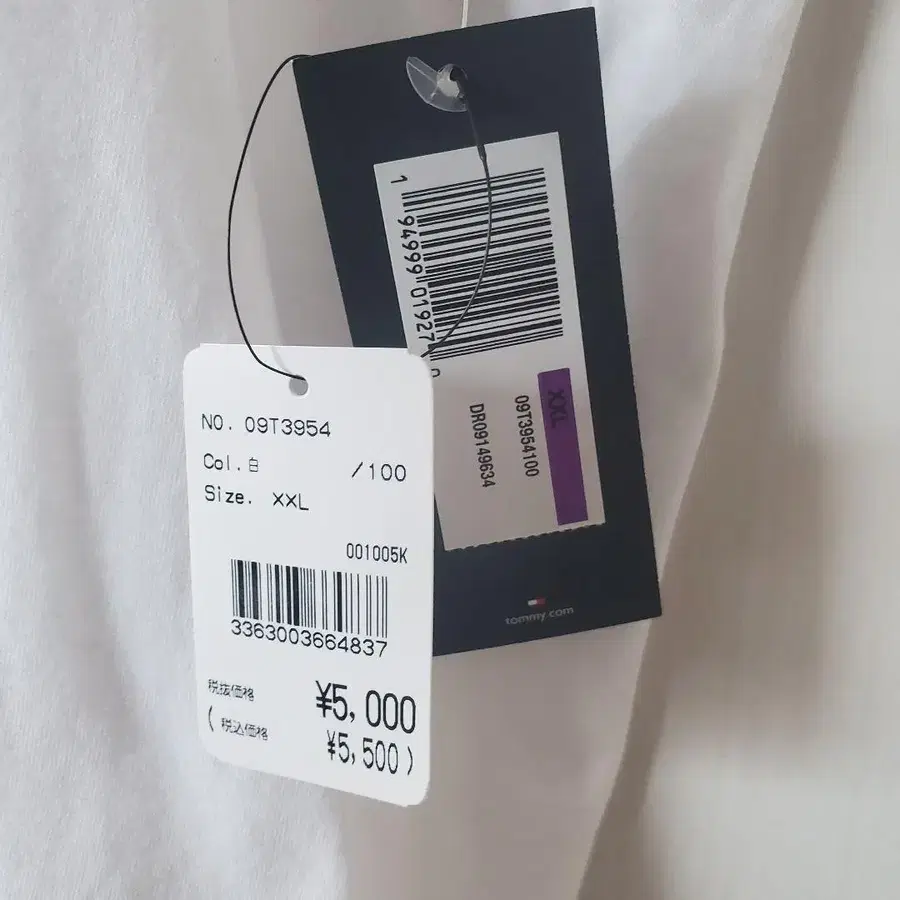 NO. 09T3954
Col.白 /100
Size. XXL
001005K
3363003664837
税抜価格 ¥5,000
( 税込価格 ¥5,500 )
1 94999 01927 0
XXL
09T3954100
DR09149634
tommy.com